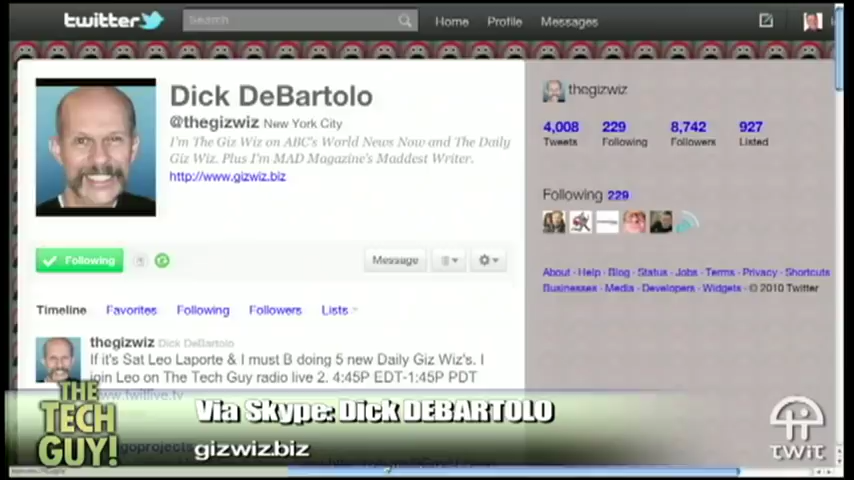 twitter
Search
Home Profile Messages
Dick DeBartolo
@thegizwiz New York City
I'm The Giz Wiz on ABC's World News Now and The Daily
Giz Wiz. Plus I'm MAD Magazine's Maddest Writer.
http://www.gizwiz.biz
Following
Message
Timeline Favorites Following Followers Lists
thegizwiz Dick DeBartolo
If it's Sat Leo Laporte & I must B doing 5 new Daily Giz Wiz's. I
join Leo on The Tech Guy radio live 2. 4:45P EDT-1:45P PDT
www.twitlive.tv
thegizwiz
4,008 229 8,742 927
Tweets Following Followers Listed
Following 229
About · Help · Blog · Status · Jobs · Terms · Privacy · Shortcuts
Businesses · Media · Developers · Widgets · © 2010 Twitter
THE
TECH
GUY!
Via Skype: Dick DEBARTOLO
gizwiz.biz
TWiT